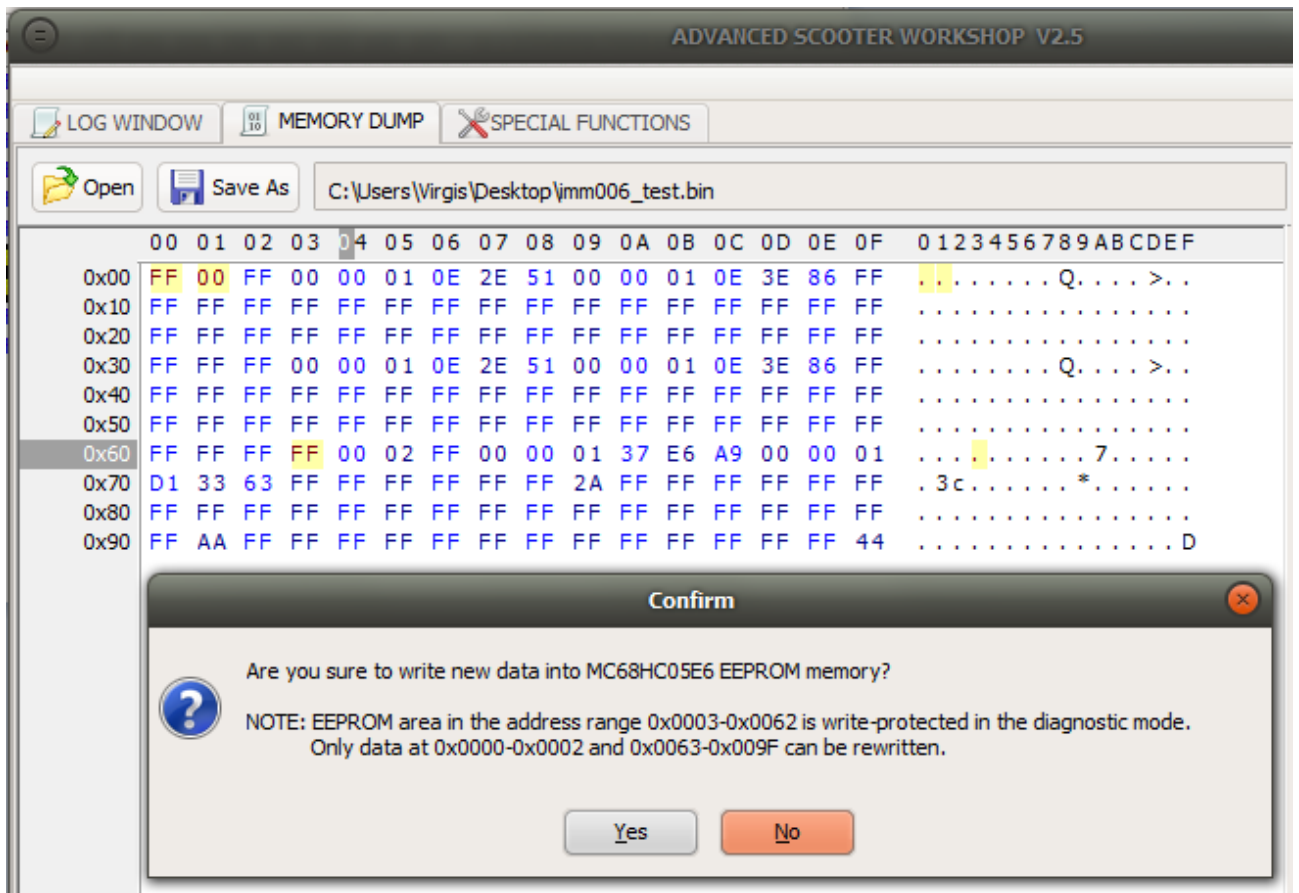 ADVANCED SCOOTER WORKSHOP V2.5
LOG WINDOW MEMORY DUMP SPECIAL FUNCTIONS
Open Save As C:\Users\Virgis\Desktop\imm006_test.bin
00 01 02 03 04 05 06 07 08 09 0A 0B 0C 0D 0E 0F 0123456789ABCDEF
0x00 FF 00 FF 00 00 01 0E 2E 51 00 00 01 0E 3E 86 FF ........Q....>..
0x10 FF FF FF FF FF FF FF FF FF FF FF FF FF FF FF FF ................
0x20 FF FF FF FF FF FF FF FF FF FF FF FF FF FF FF FF ................
0x30 FF FF FF 00 00 01 0E 2E 51 00 00 01 0E 3E 86 FF ........Q....>..
0x40 FF FF FF FF FF FF FF FF FF FF FF FF FF FF FF FF ................
0x50 FF FF FF FF FF FF FF FF FF FF FF FF FF FF FF FF ................
0x60 FF FF FF FF 00 02 FF 00 00 01 37 E6 A9 00 00 01 ..........7.....
0x70 D1 33 63 FF FF FF FF FF FF 2A FF FF FF FF FF FF .3c......*......
0x80 FF FF FF FF FF FF FF FF FF FF FF FF FF FF FF FF ................
0x90 FF AA FF FF FF FF FF FF FF FF FF FF FF FF FF 44 ...............D
Confirm
Are you sure to write new data into MC68HC05E6 EEPROM memory?
NOTE: EEPROM area in the address range 0x0003-0x0062 is write-protected in the diagnostic mode.
Only data at 0x0000-0x0002 and 0x0063-0x009F can be rewritten.
Yes No